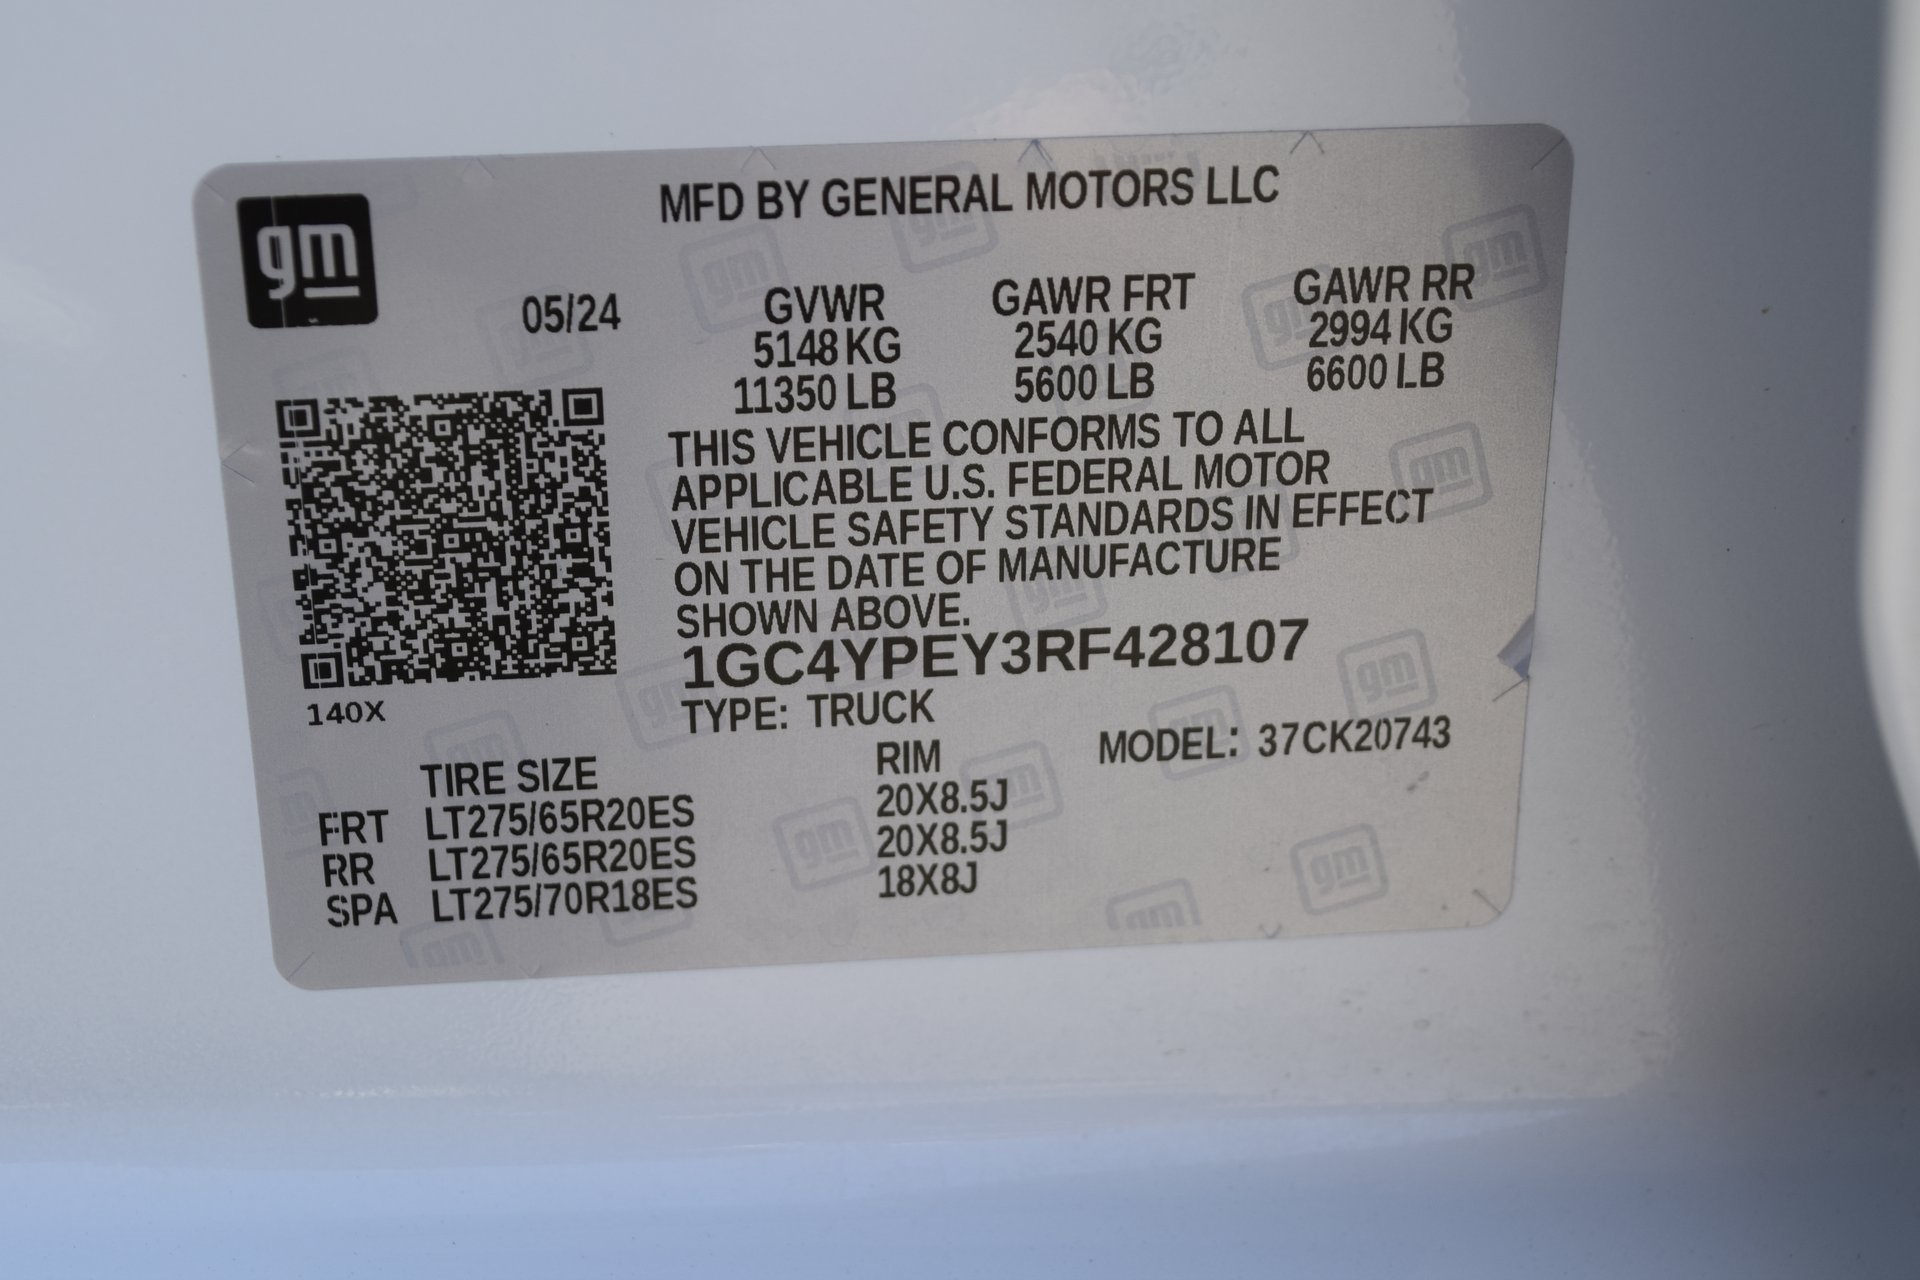 MFD BY GENERAL MOTORS LLC
gm
05/24
GVWR GAWR FRT GAWR RR
5148 KG 2540 KG 2994 KG
11350 LB 5600 LB 6600 LB
THIS VEHICLE CONFORMS TO ALL
APPLICABLE U.S. FEDERAL MOTOR
VEHICLE SAFETY STANDARDS IN EFFECT
ON THE DATE OF MANUFACTURE
SHOWN ABOVE.
1GC4YPEY3RF428107
140X
TYPE: TRUCK
MODEL: 37CK20743
TIRE SIZE RIM
FRT LT275/65R20ES 20X8.5J
RR LT275/65R20ES 20X8.5J
SPA LT275/70R18ES 18X8J